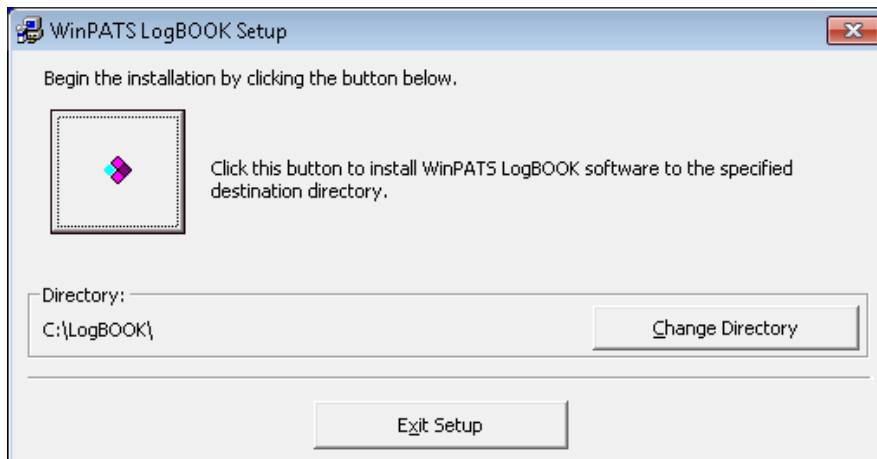 WinPATS LogBOOK Setup
Begin the installation by clicking the button below.
Click this button to install WinPATS LogBOOK software to the specified
destination directory.
Directory:
C:\LogBOOK\
Change Directory
Exit Setup